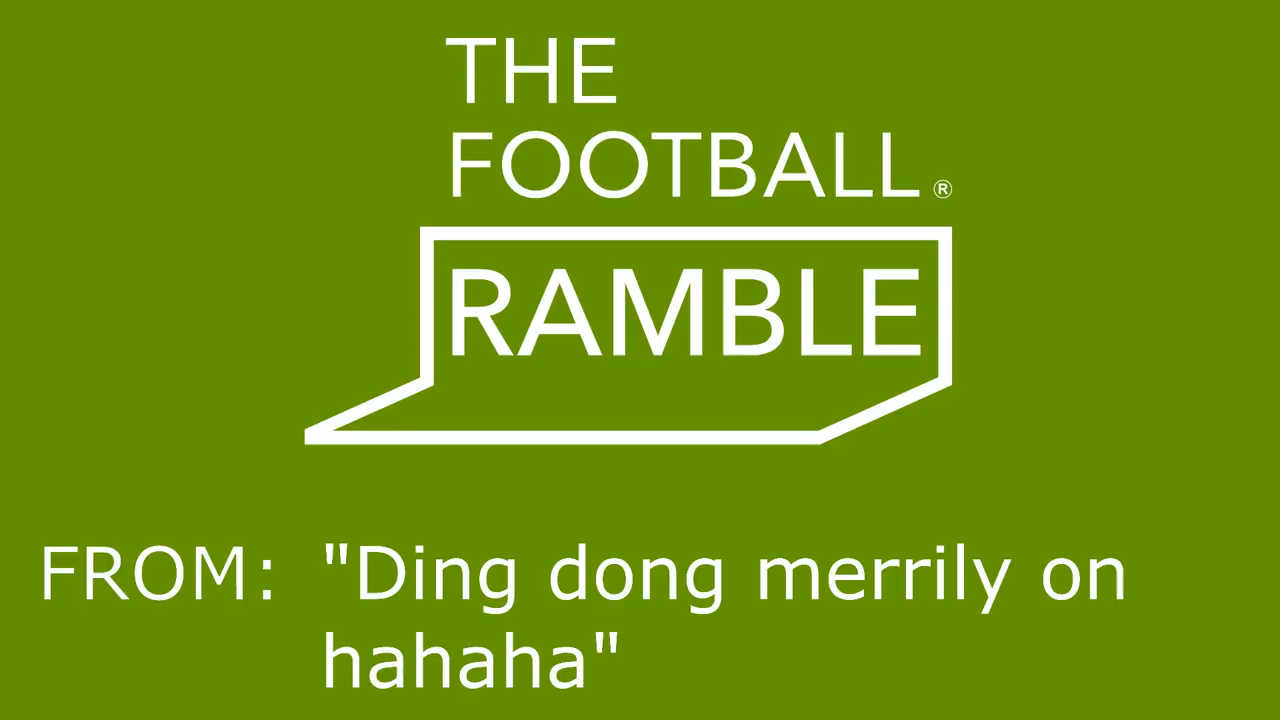 THE
FOOTBALL®
RAMBLE
FROM: "Ding dong merrily on
hahaha"